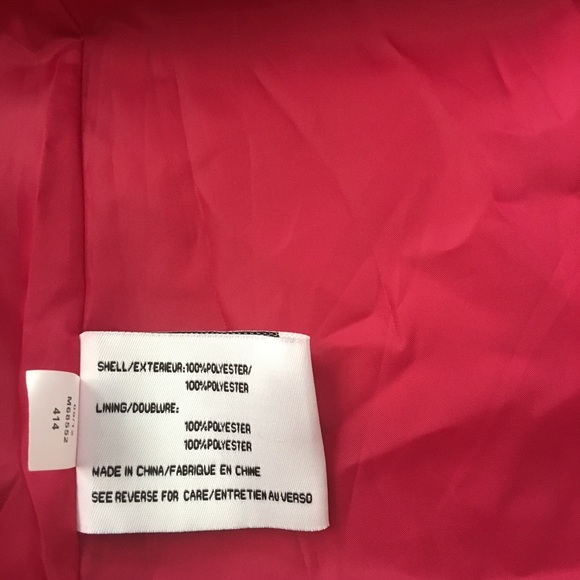 SHELL/EXTERIEUR:100%POLYESTER/
100%POLYESTER
LINING/DOUBLURE:
100%POLYESTER
100%POLYESTER
MADE IN CHINA/FABRIQUE EN CHINE
SEE REVERSE FOR CARE/ENTRETIEN AU VERSO
M68552
414